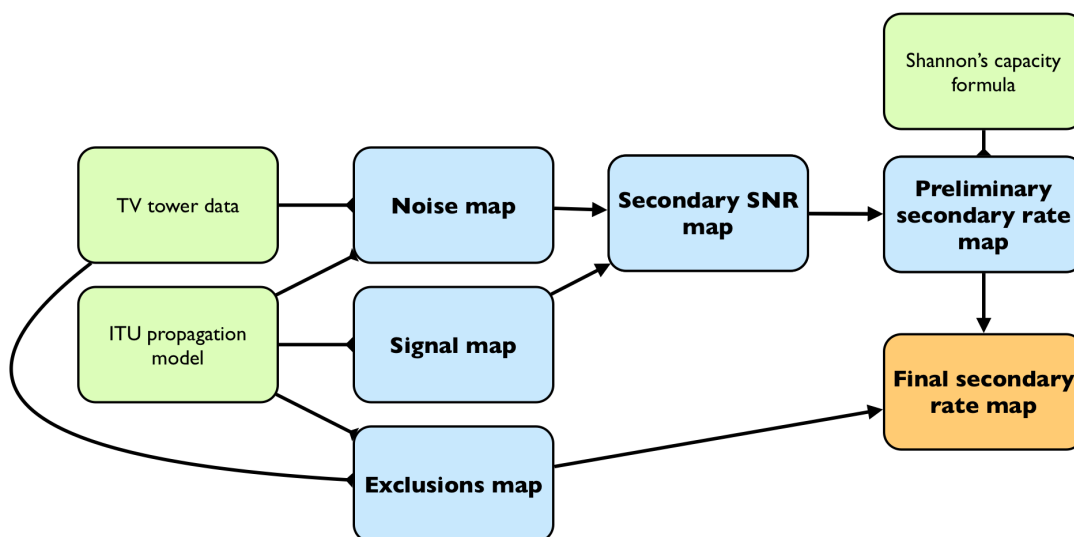 Shannon's capacity
formula
TV tower data
Noise map
Secondary SNR
map
Preliminary
secondary rate
map
ITU propagation
model
Signal map
Final secondary
rate map
Exclusions map